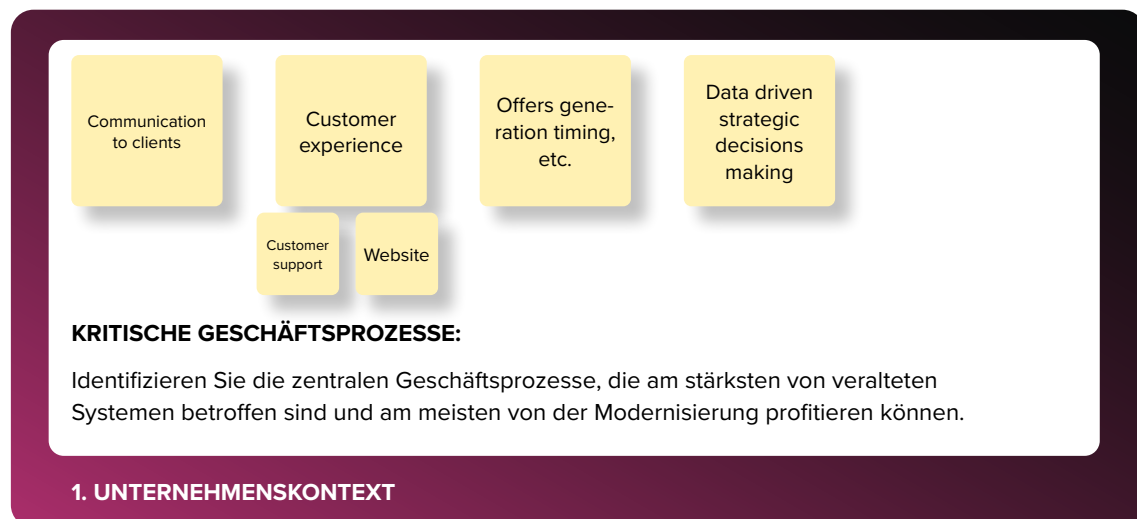 Communication
to clients
Customer
experience
Offers gene-
ration timing,
etc.
Data driven
strategic
decisions
making
Customer
support
Website
KRITISCHE GESCHÄFTSPROZESSE:
Identifizieren Sie die zentralen Geschäftsprozesse, die am stärksten von veralteten
Systemen betroffen sind und am meisten von der Modernisierung profitieren können.
1. UNTERNEHMENSKONTEXT